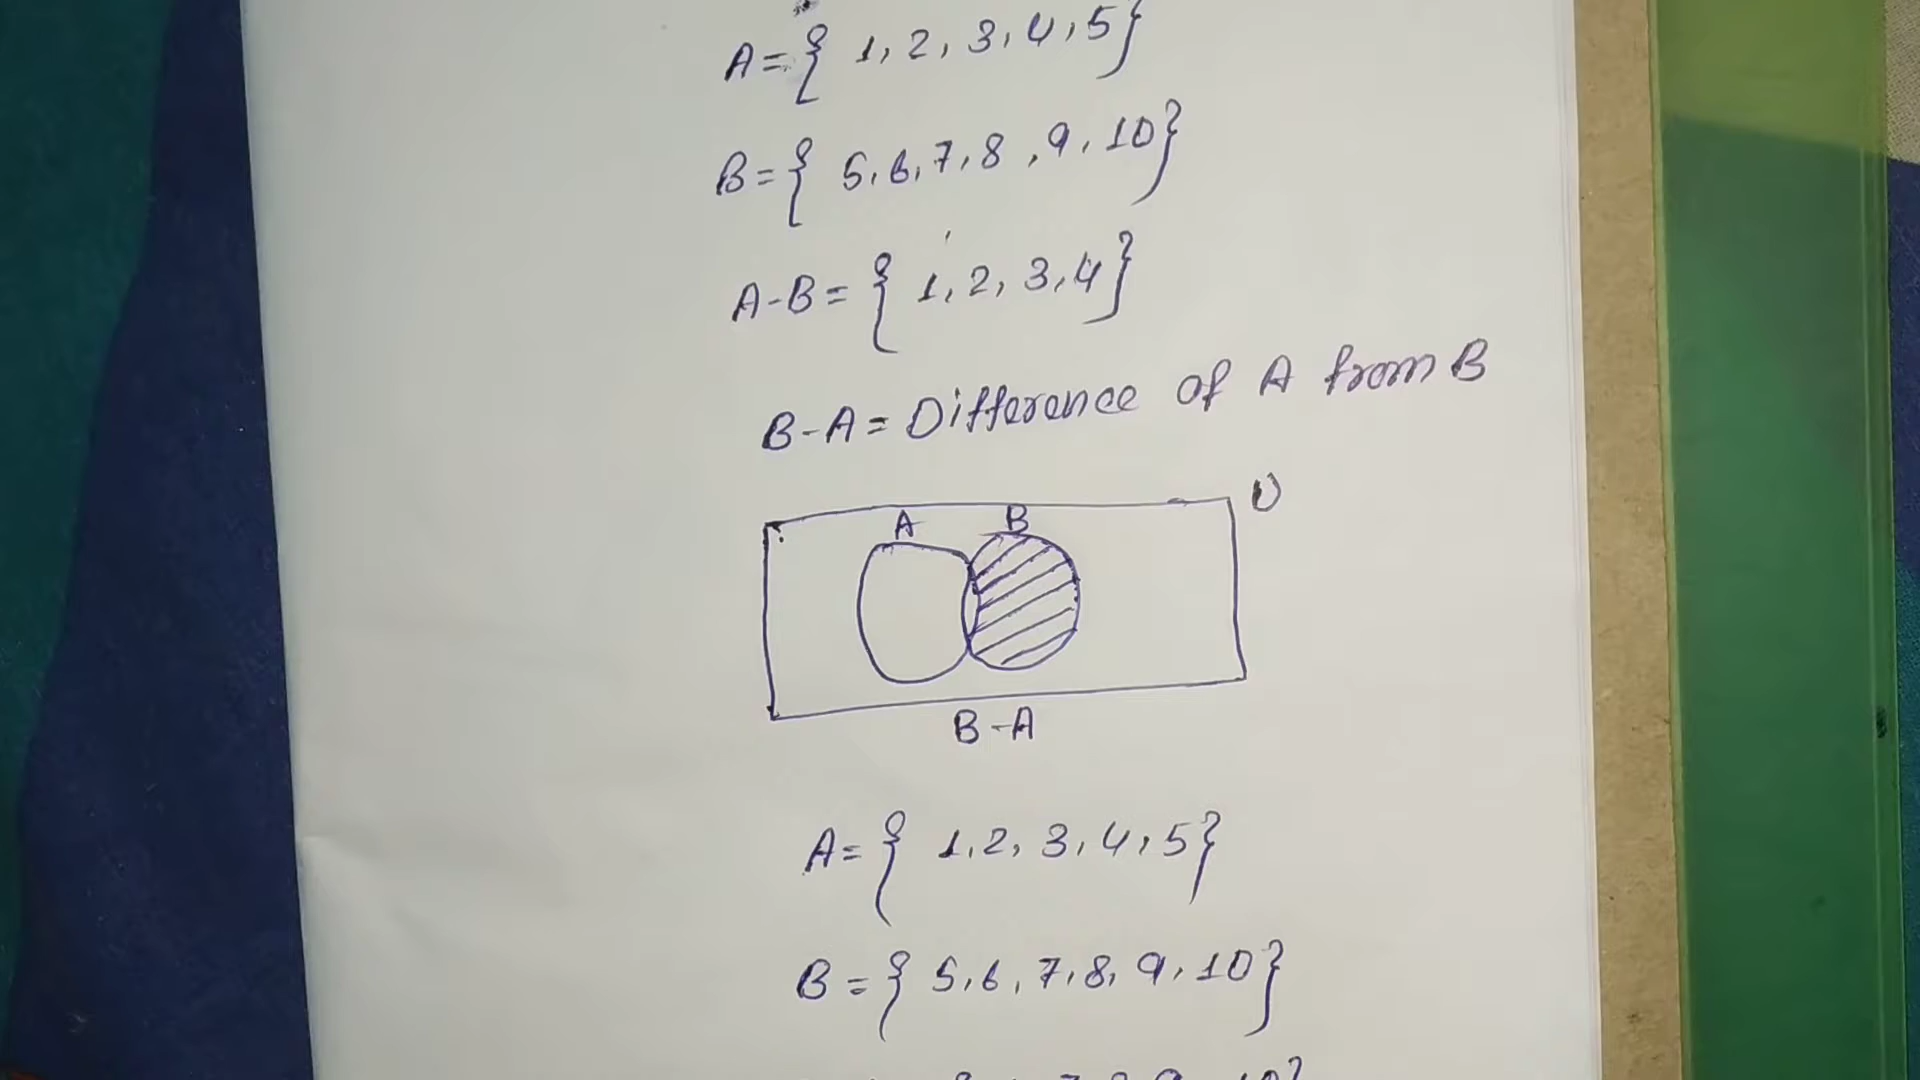 A = { 1, 2, 3, 4, 5}
B = { 5, 6, 7, 8, 9, 10}
A-B = { 1, 2, 3, 4}
B-A = Difference of A from B
U
A B
B-A
A = { 1, 2, 3, 4, 5}
B = { 5, 6, 7, 8, 9, 10}